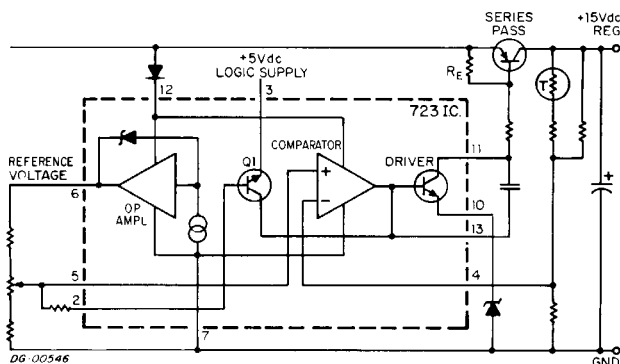 SERIES
PASS
+15Vdc
REG
+5Vdc
LOGIC SUPPLY
RE
T
12
3
723 I.C.
REFERENCE
VOLTAGE
6
OP
AMPL
Q1
COMPARATOR
+
−
DRIVER
11
10
13
5
2
4
7
+
GND
DG-00546